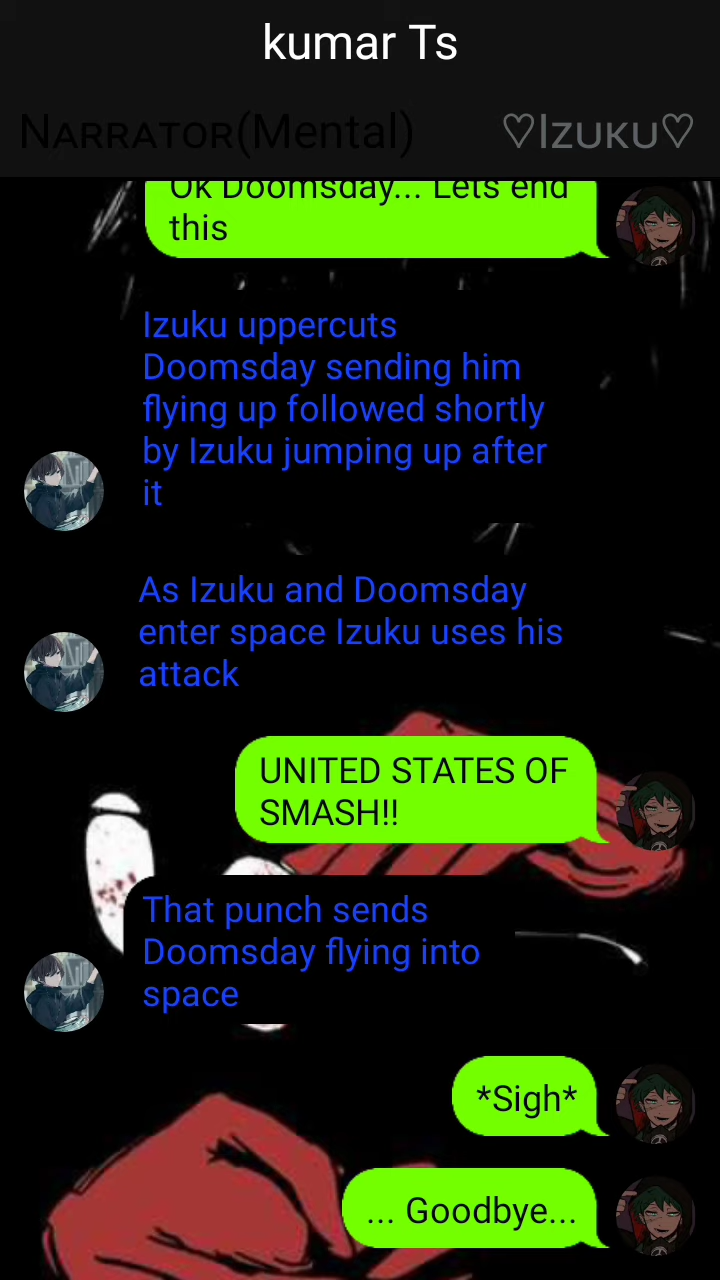 kumar Ts
Narrator(Mental) ♡Izuku♡
Ok Doomsday... Lets end
this
Izuku uppercuts
Doomsday sending him
flying up followed shortly
by Izuku jumping up after
it
As Izuku and Doomsday
enter space Izuku uses his
attack
UNITED STATES OF
SMASH!!
That punch sends
Doomsday flying into
space
*Sigh*
... Goodbye...